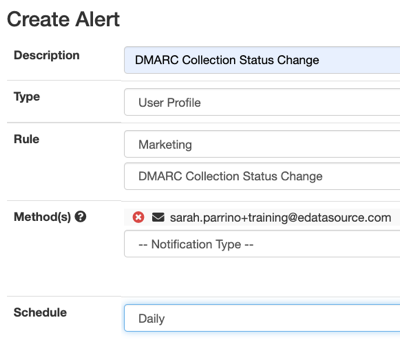 Create Alert
Description
DMARC Collection Status Change
Type
User Profile
Rule
Marketing
DMARC Collection Status Change
Method(s)
sarah.parrino+training@edatasource.com
-- Notification Type --
Schedule
Daily